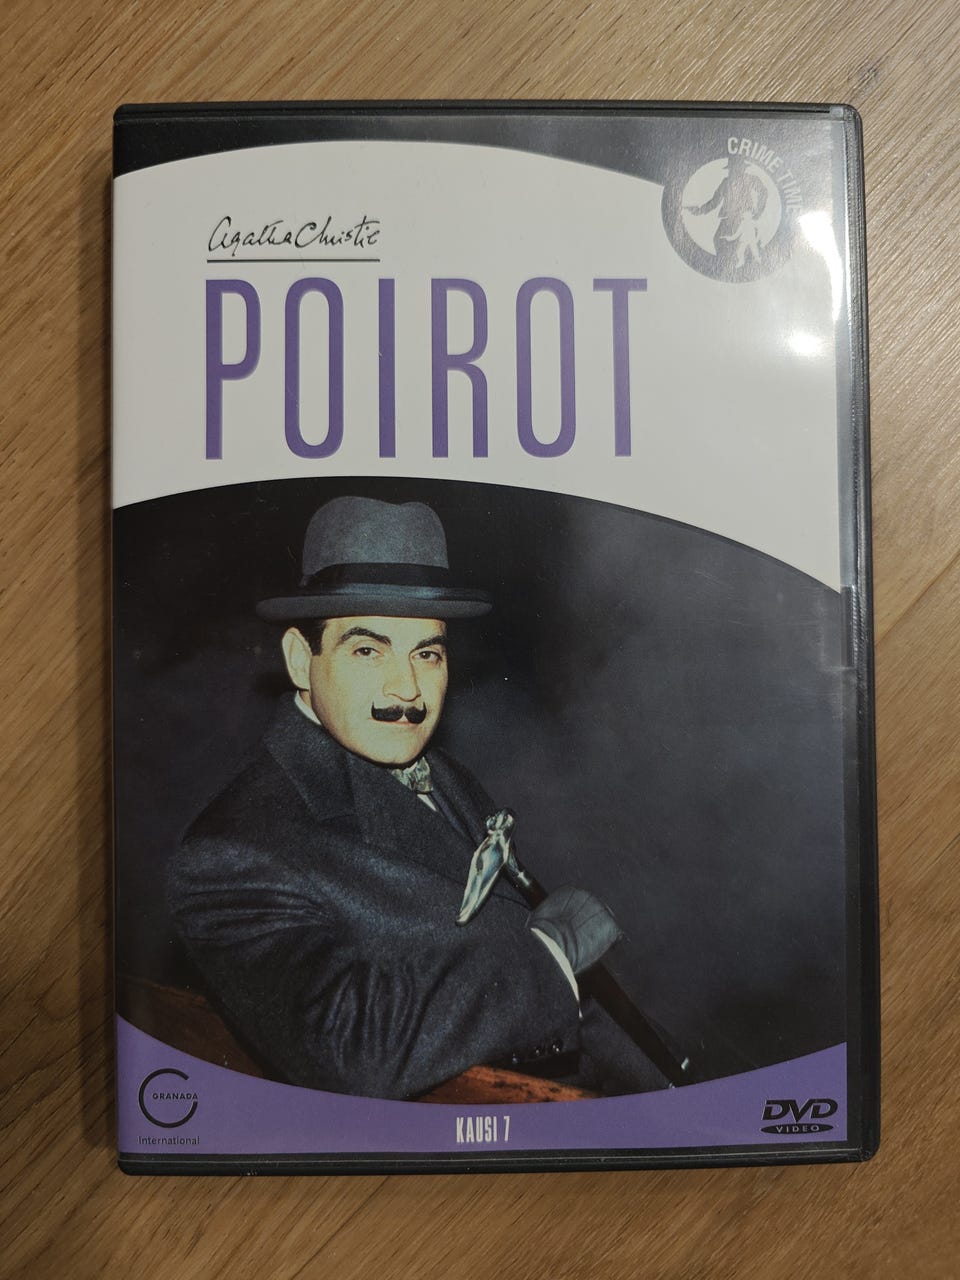 CRIME TIME
Agatha Christie
POIROT
GRANADA
International
KAUSI 7
DVD
VIDEO